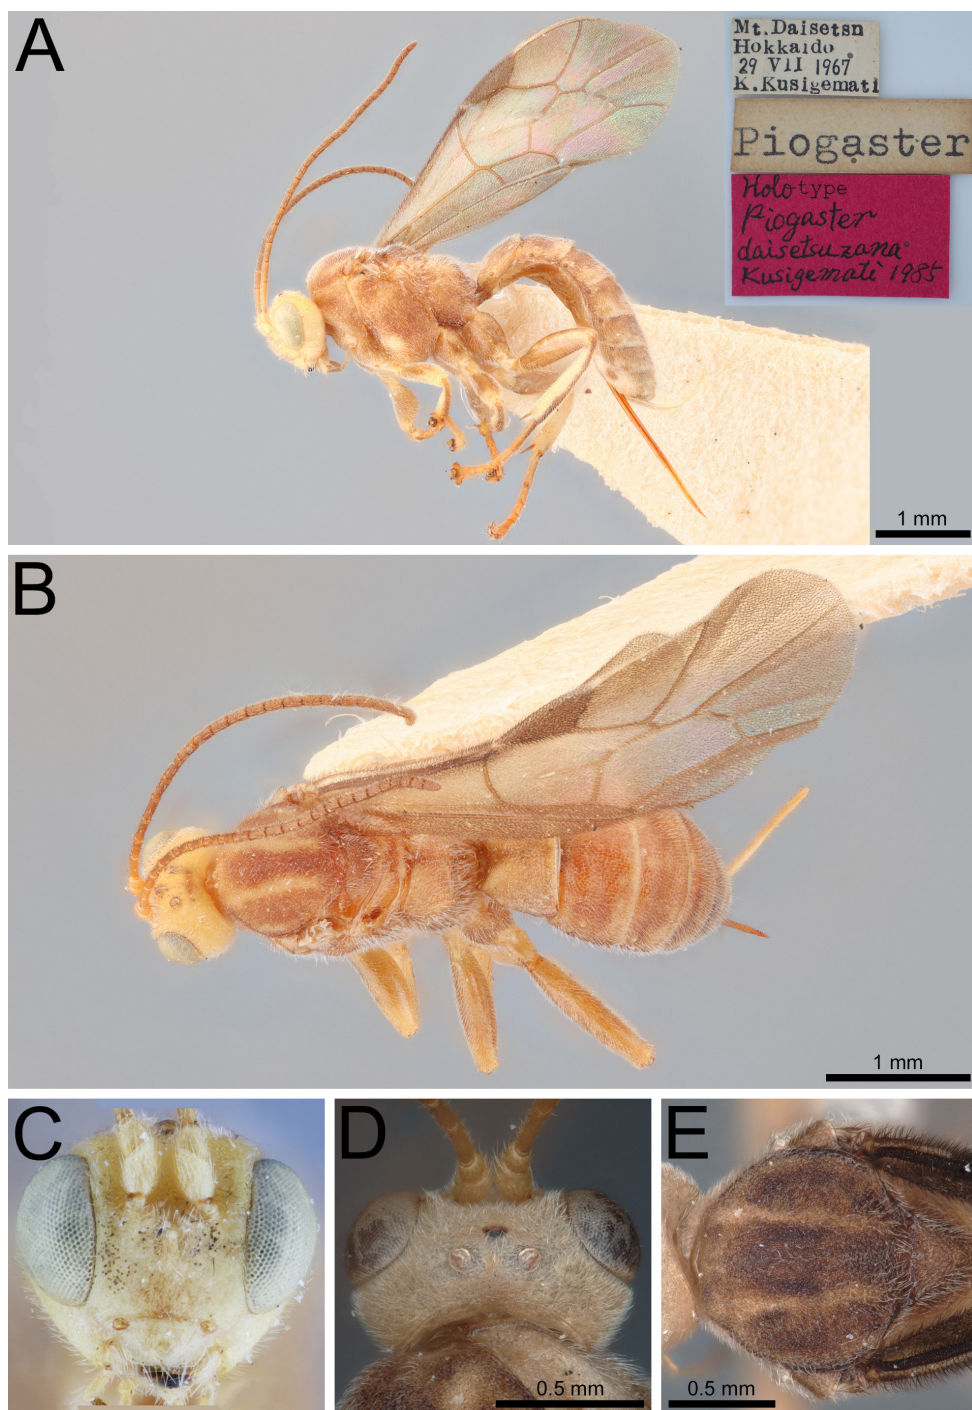 A
Mt.Daisetsn
Hokkaido
29 VII 1967
K.Kusigemati
Piogaster
Holotype
Piogaster
daisetsuzana
Kusigemati 1985
1 mm
B
1 mm
C
D
0.5 mm
E
0.5 mm